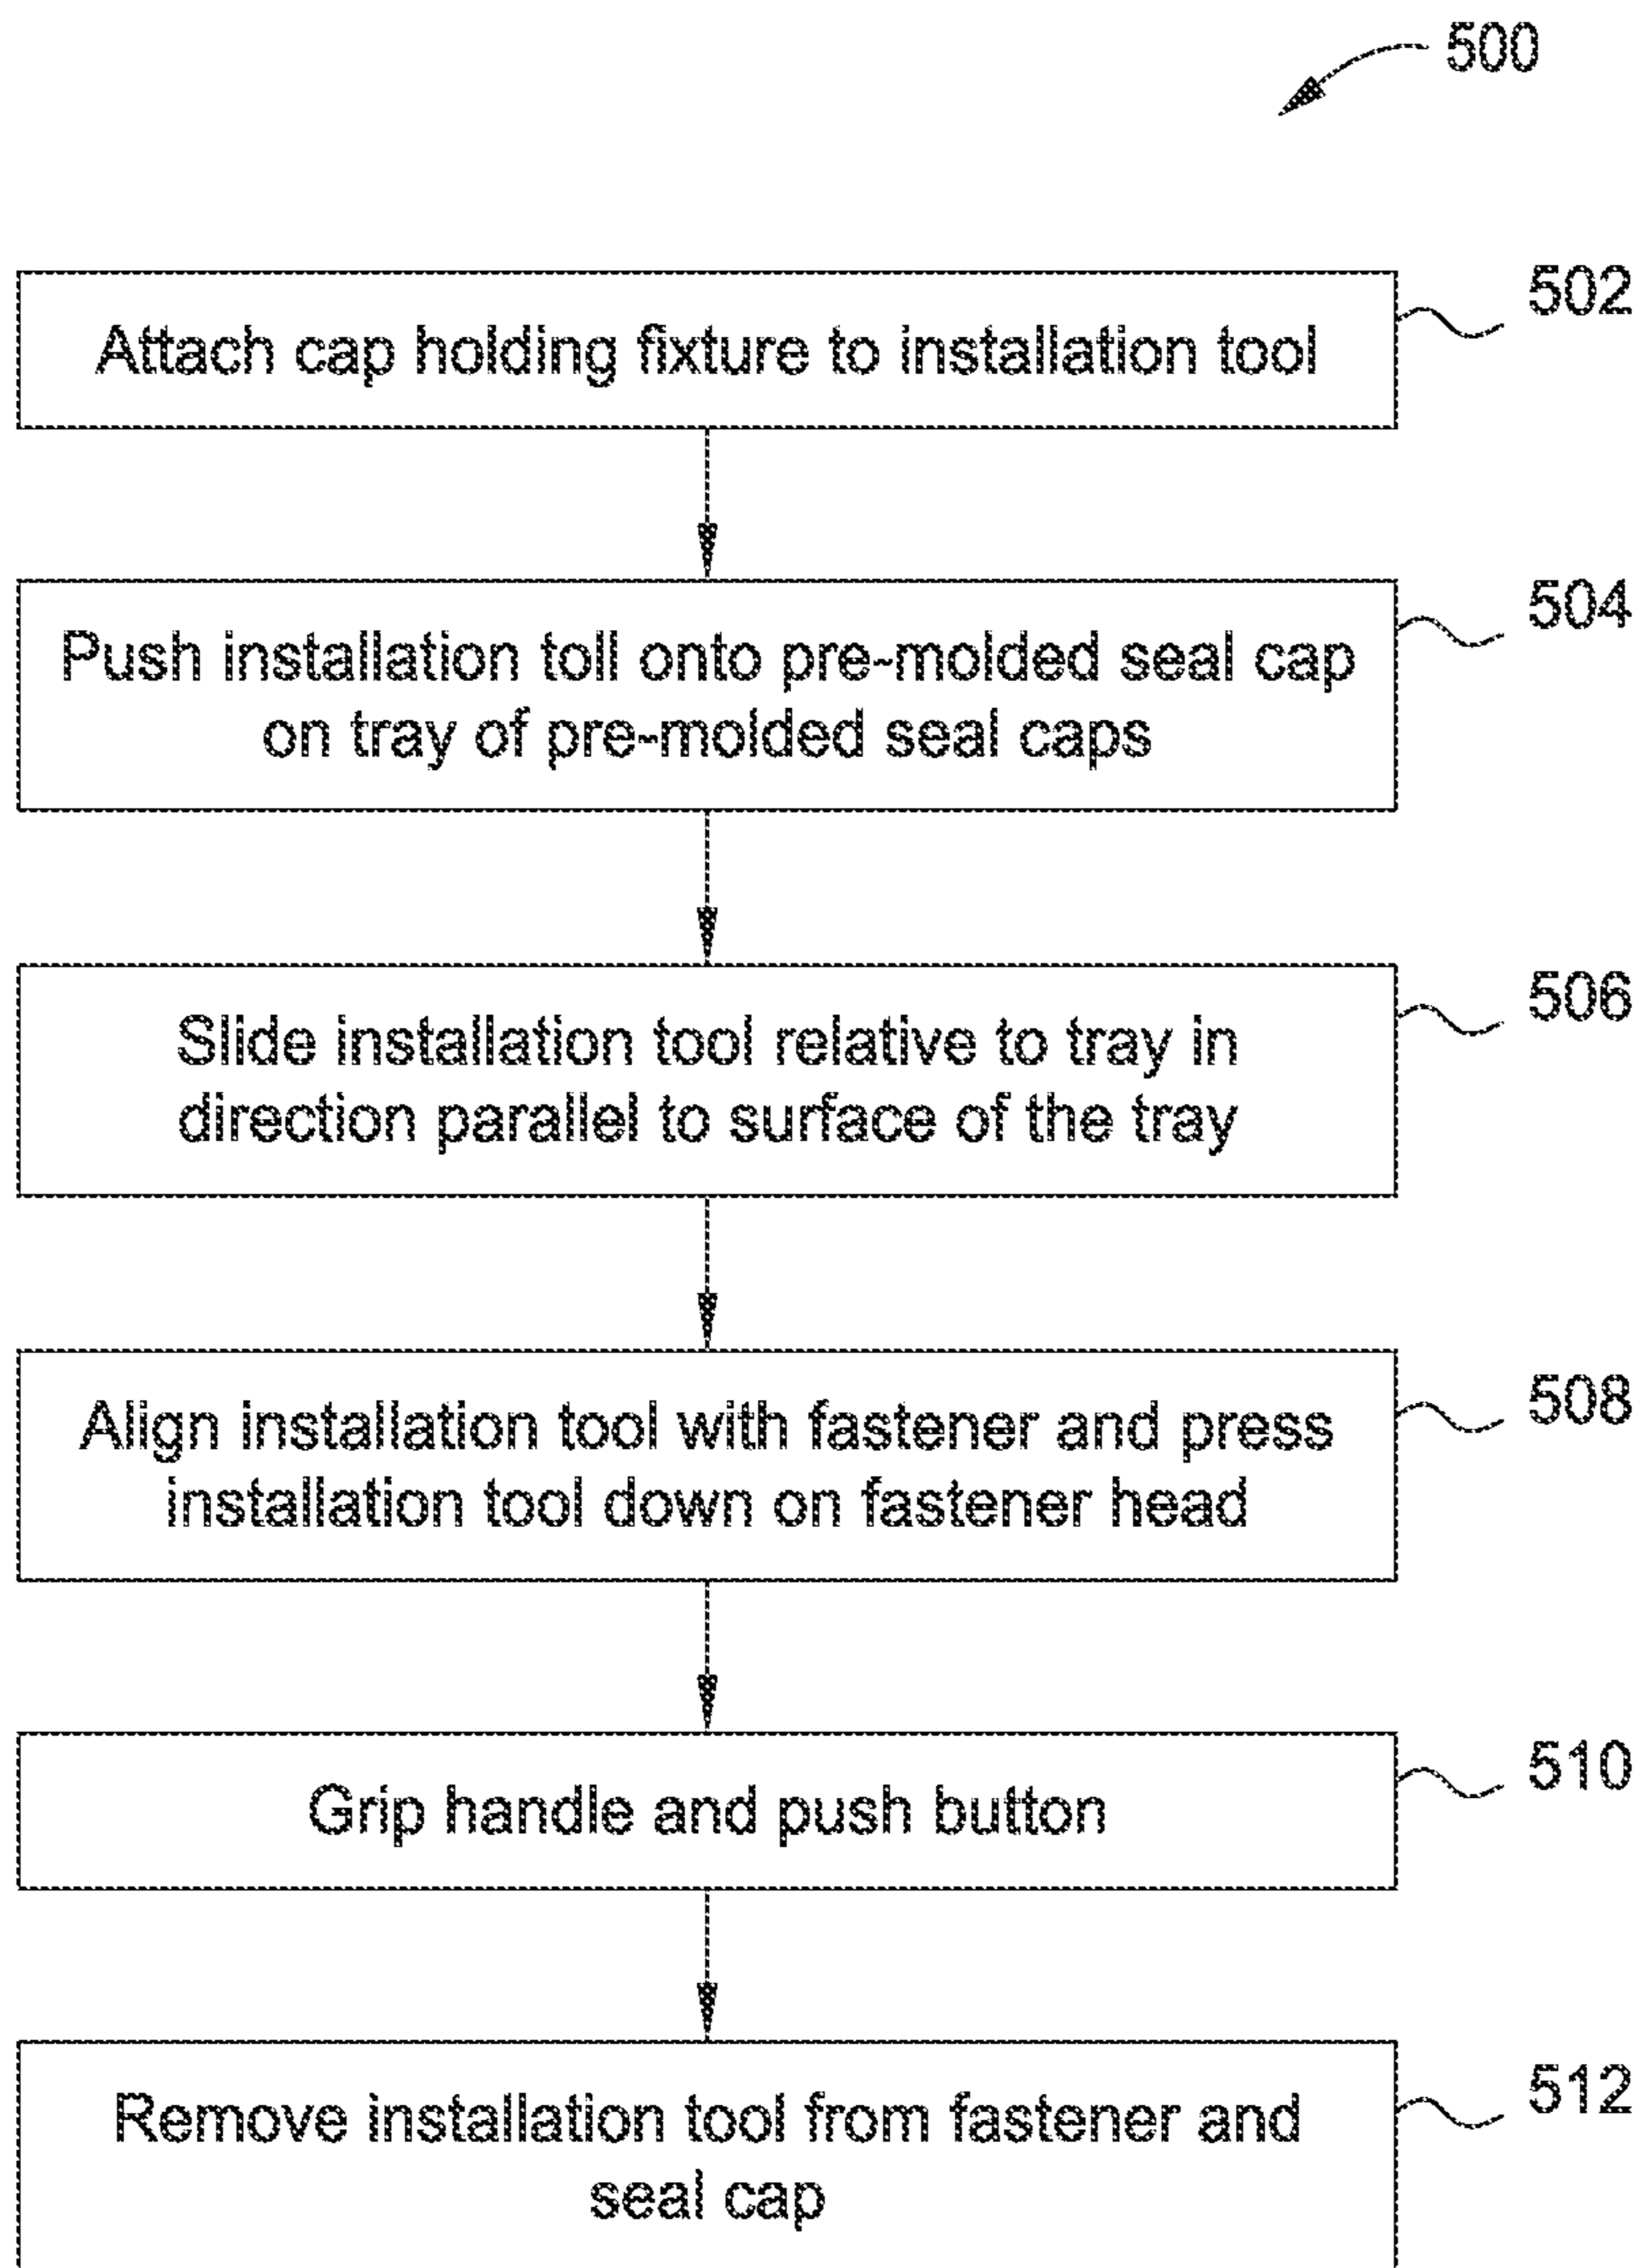 500
Attach cap holding fixture to installation tool
502
Push installation toll onto pre-molded seal cap
on tray of pre-molded seal caps
504
Slide installation tool relative to tray in
direction parallel to surface of the tray
506
Align installation tool with fastener and press
installation tool down on fastener head
508
Grip handle and push button
510
Remove installation tool from fastener and
seal cap
512